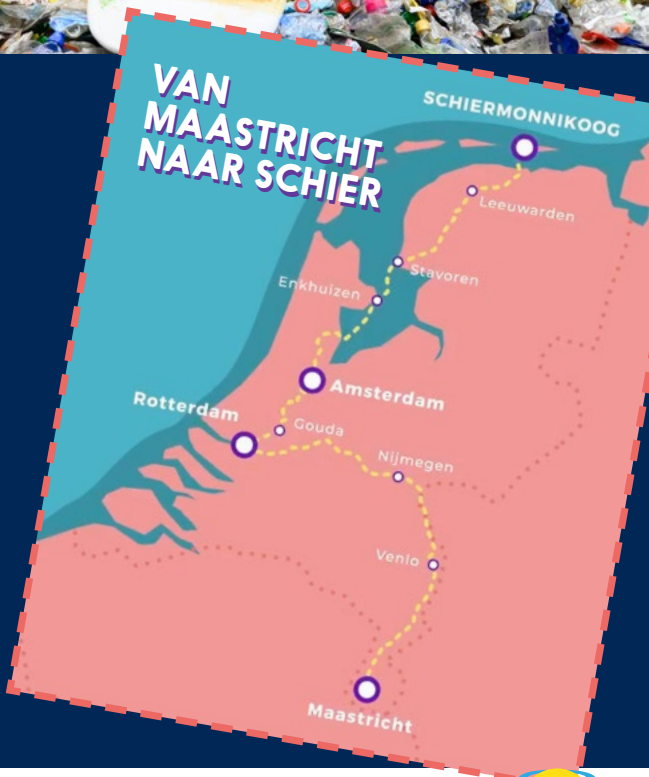 VAN
MAASTRICHT
NAAR SCHIER
SCHIERMONNIKOOG
Leeuwarden
Stavoren
Enkhuizen
Amsterdam
Rotterdam
Gouda
Nijmegen
Venlo
Maastricht